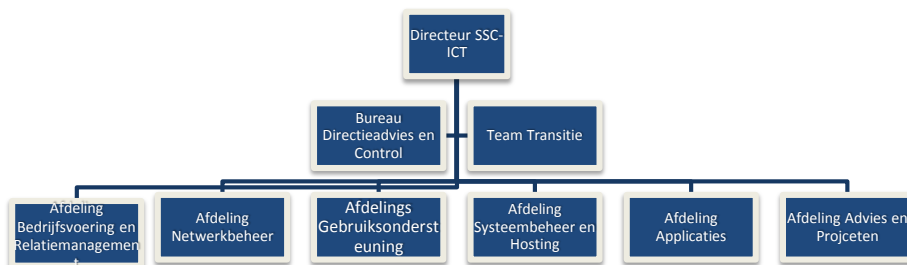 Directeur SSC-
ICT
Bureau
Directieadvies en
Control
Team Transitie
Afdeling
Bedrijfsvoering en
Relatiemanagemen
t
Afdeling
Netwerkbeheer
Afdelings
Gebruiksonderst
euning
Afdeling
Systeembeheer en
Hosting
Afdeling
Applicaties
Afdeling Advies en
Projceten